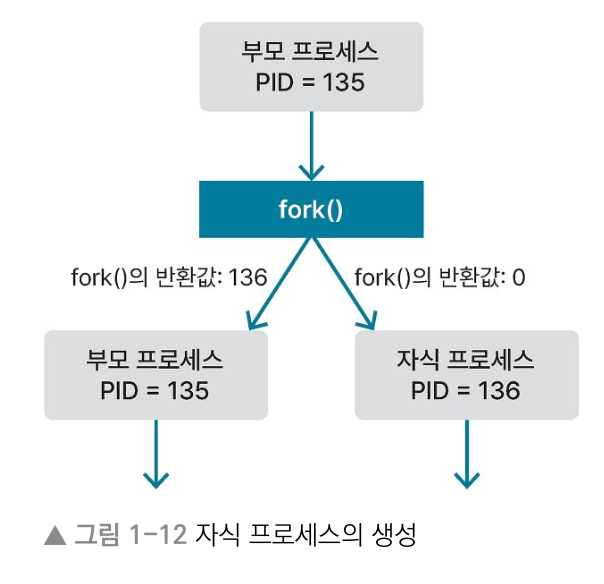 부모 프로세스
PID = 135
fork()
fork()의 반환값: 136
fork()의 반환값: 0
부모 프로세스
PID = 135
자식 프로세스
PID = 136
▲ 그림 1-12 자식 프로세스의 생성